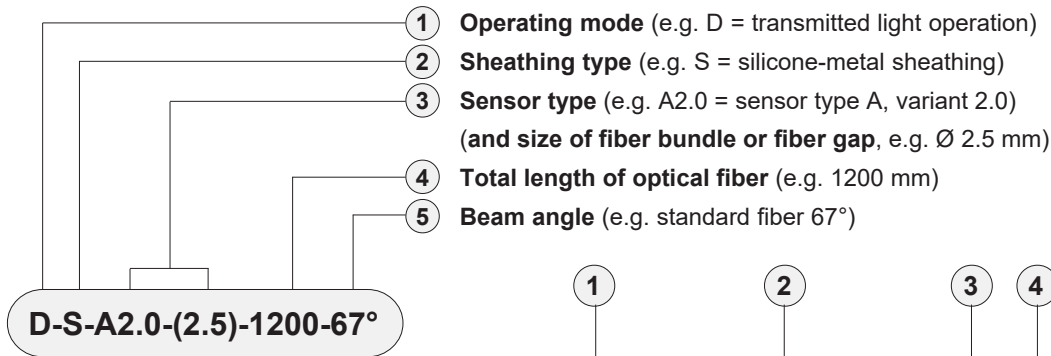 1 Operating mode (e.g. D = transmitted light operation)
2 Sheathing type (e.g. S = silicone-metal sheathing)
3 Sensor type (e.g. A2.0 = sensor type A, variant 2.0)
(and size of fiber bundle or fiber gap, e.g. Ø 2.5 mm)
4 Total length of optical fiber (e.g. 1200 mm)
5 Beam angle (e.g. standard fiber 67°)
1 2 3 4
D-S-A2.0-(2.5)-1200-67°